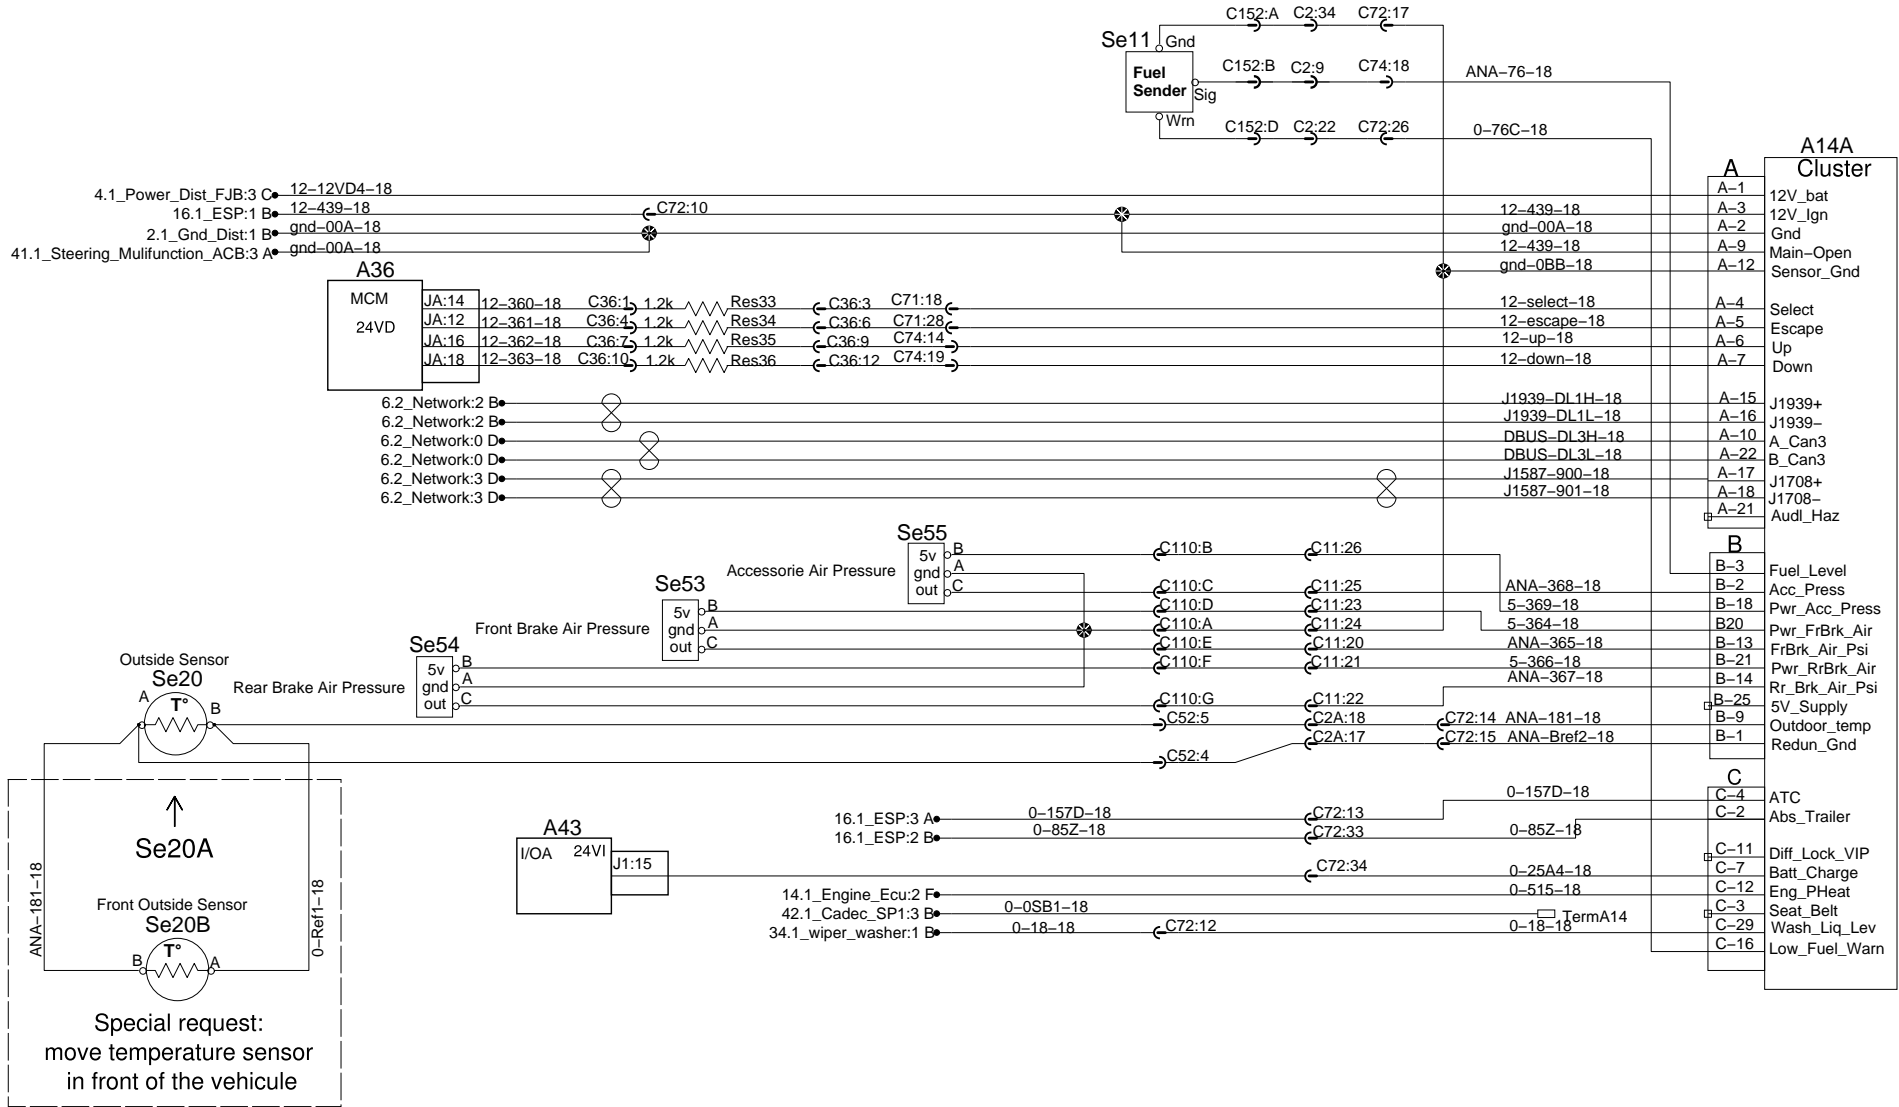 C152:A C2:34 C72:17
Se11 Gnd
Fuel
Sender
C152:B C2:9 C74:18 ANA–76–18
Sig
Wrn
C152:D C2:22 C72:26 0–76C–18
A14A
Cluster
A
4.1_Power_Dist_FJB:3 C 12–12VD4–18 A–1 12V_bat
16.1_ESP:1 B 12–439–18 C72:10 12–439–18 A–3 12V_Ign
2.1_Gnd_Dist:1 B gnd–00A–18 gnd–00A–18 A–2 Gnd
41.1_Steering_Mulifunction_ACB:3 A gnd–00A–18 12–439–18 A–9 Main–Open
gnd–0BB–18 A–12 Sensor_Gnd
A36
MCM
24VD
JA:14 12–360–18 C36:1 1.2k Res33 C36:3 C71:18 12–select–18 A–4 Select
JA:12 12–361–18 C36:4 1.2k Res34 C36:6 C71:28 12–escape–18 A–5 Escape
JA:16 12–362–18 C36:7 1.2k Res35 C36:9 C74:14 12–up–18 A–6 Up
JA:18 12–363–18 C36:10 1.2k Res36 C36:12 C74:19 12–down–18 A–7 Down
6.2_Network:2 B J1939–DL1H–18 A–15 J1939+
6.2_Network:2 B J1939–DL1L–18 A–16 J1939–
6.2_Network:0 D DBUS–DL3H–18 A–10 A_Can3
6.2_Network:0 D DBUS–DL3L–18 A–22 B_Can3
6.2_Network:3 D J1587–900–18 A–17 J1708+
6.2_Network:3 D J1587–901–18 A–18 J1708–
A–21 Audl_Haz
B
Se55
Accessorie Air Pressure
5v B C110:B C11:26
gnd A
out C C110:C C11:25 ANA–368–18
B–3 Fuel_Level
B–2 Acc_Press
Se53
Front Brake Air Pressure
5v B C110:D C11:23 5–369–18 B–18 Pwr_Acc_Press
gnd A C110:A C11:24 5–364–18 B20 Pwr_FrBrk_Air
out C C110:E C11:20 ANA–365–18 B–13 FrBrk_Air_Psi
Se54
Rear Brake Air Pressure
5v B C110:F C11:21 5–366–18 B–21 Pwr_RrBrk_Air
gnd A ANA–367–18 B–14 Rr_Brk_Air_Psi
out C C110:G C11:22 B–25 5V_Supply
Outside Sensor
Se20
A T° B
C52:5 C2A:18 C72:14 ANA–181–18 B–9 Outdoor_temp
C52:4 C2A:17 C72:15 ANA–Bref2–18 B–1 Redun_Gnd
C
0–157D–18 C–4 ATC
16.1_ESP:3 A 0–157D–18 C72:13 C–2 Abs_Trailer
16.1_ESP:2 B 0–85Z–18 C72:33 0–85Z–18
C–11 Diff_Lock_VIP
A43
I/OA 24VI
J1:15 C72:34 0–25A4–18 C–7 Batt_Charge
14.1_Engine_Ecu:2 F 0–515–18 C–12 Eng_PHeat
42.1_Cadec_SP1:3 B 0–0SB1–18 TermA14 C–3 Seat_Belt
34.1_wiper_washer:1 B 0–18–18 C72:12 0–18–18 C–29 Wash_Liq_Lev
C–16 Low_Fuel_Warn
Se20A
ANA–181–18
0–Ref1–18
Front Outside Sensor
Se20B
B T° A
Special request:
move temperature sensor
in front of the vehicule